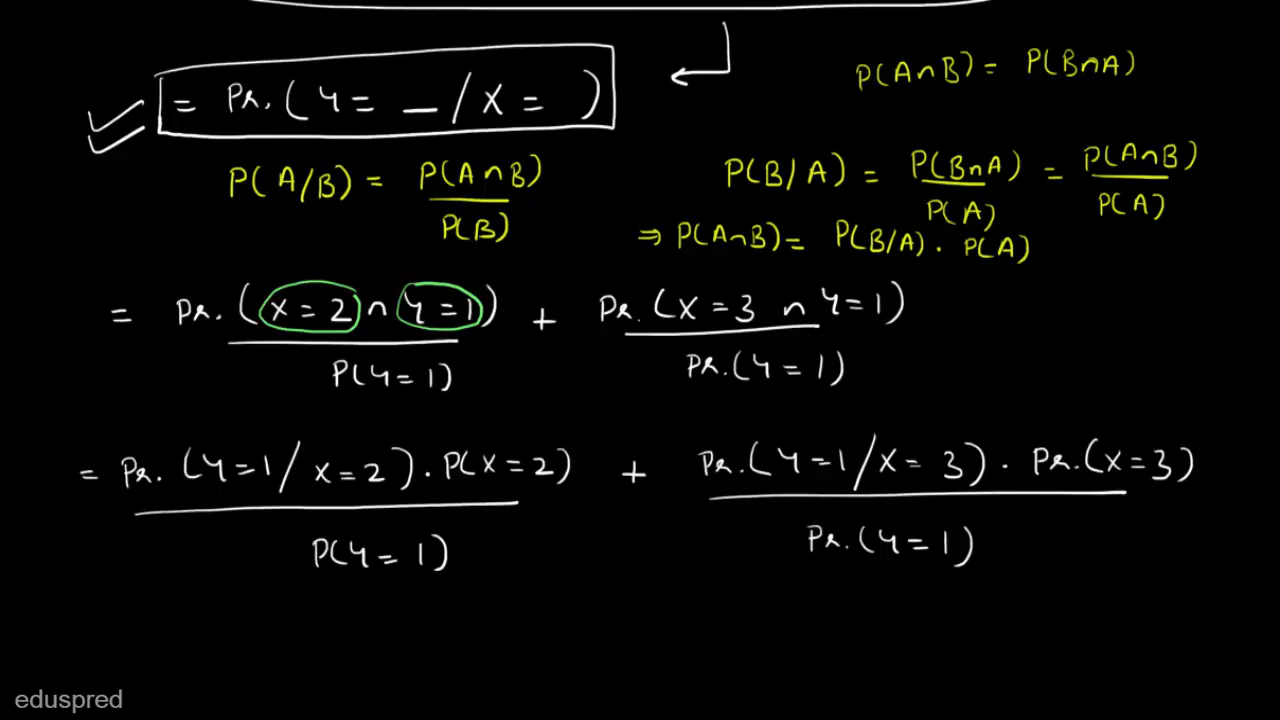 = Pr. ( Y = _ / X = )
P(A∩B) = P(B∩A)
P(A/B) = P(A∩B) / P(B)
P(B/A) = P(B∩A) / P(A) = P(A∩B) / P(A)
⇒ P(A∩B) = P(B/A) . P(A)
= Pr. (X = 2 ∩ Y = 1) / P(Y = 1) + Pr. (X = 3 ∩ Y = 1) / Pr. (Y = 1)
= Pr. (Y = 1 / X = 2) . P(X = 2) / P(Y = 1) + Pr. (Y = 1 / X = 3) . Pr. (X = 3) / Pr. (Y = 1)
eduspred